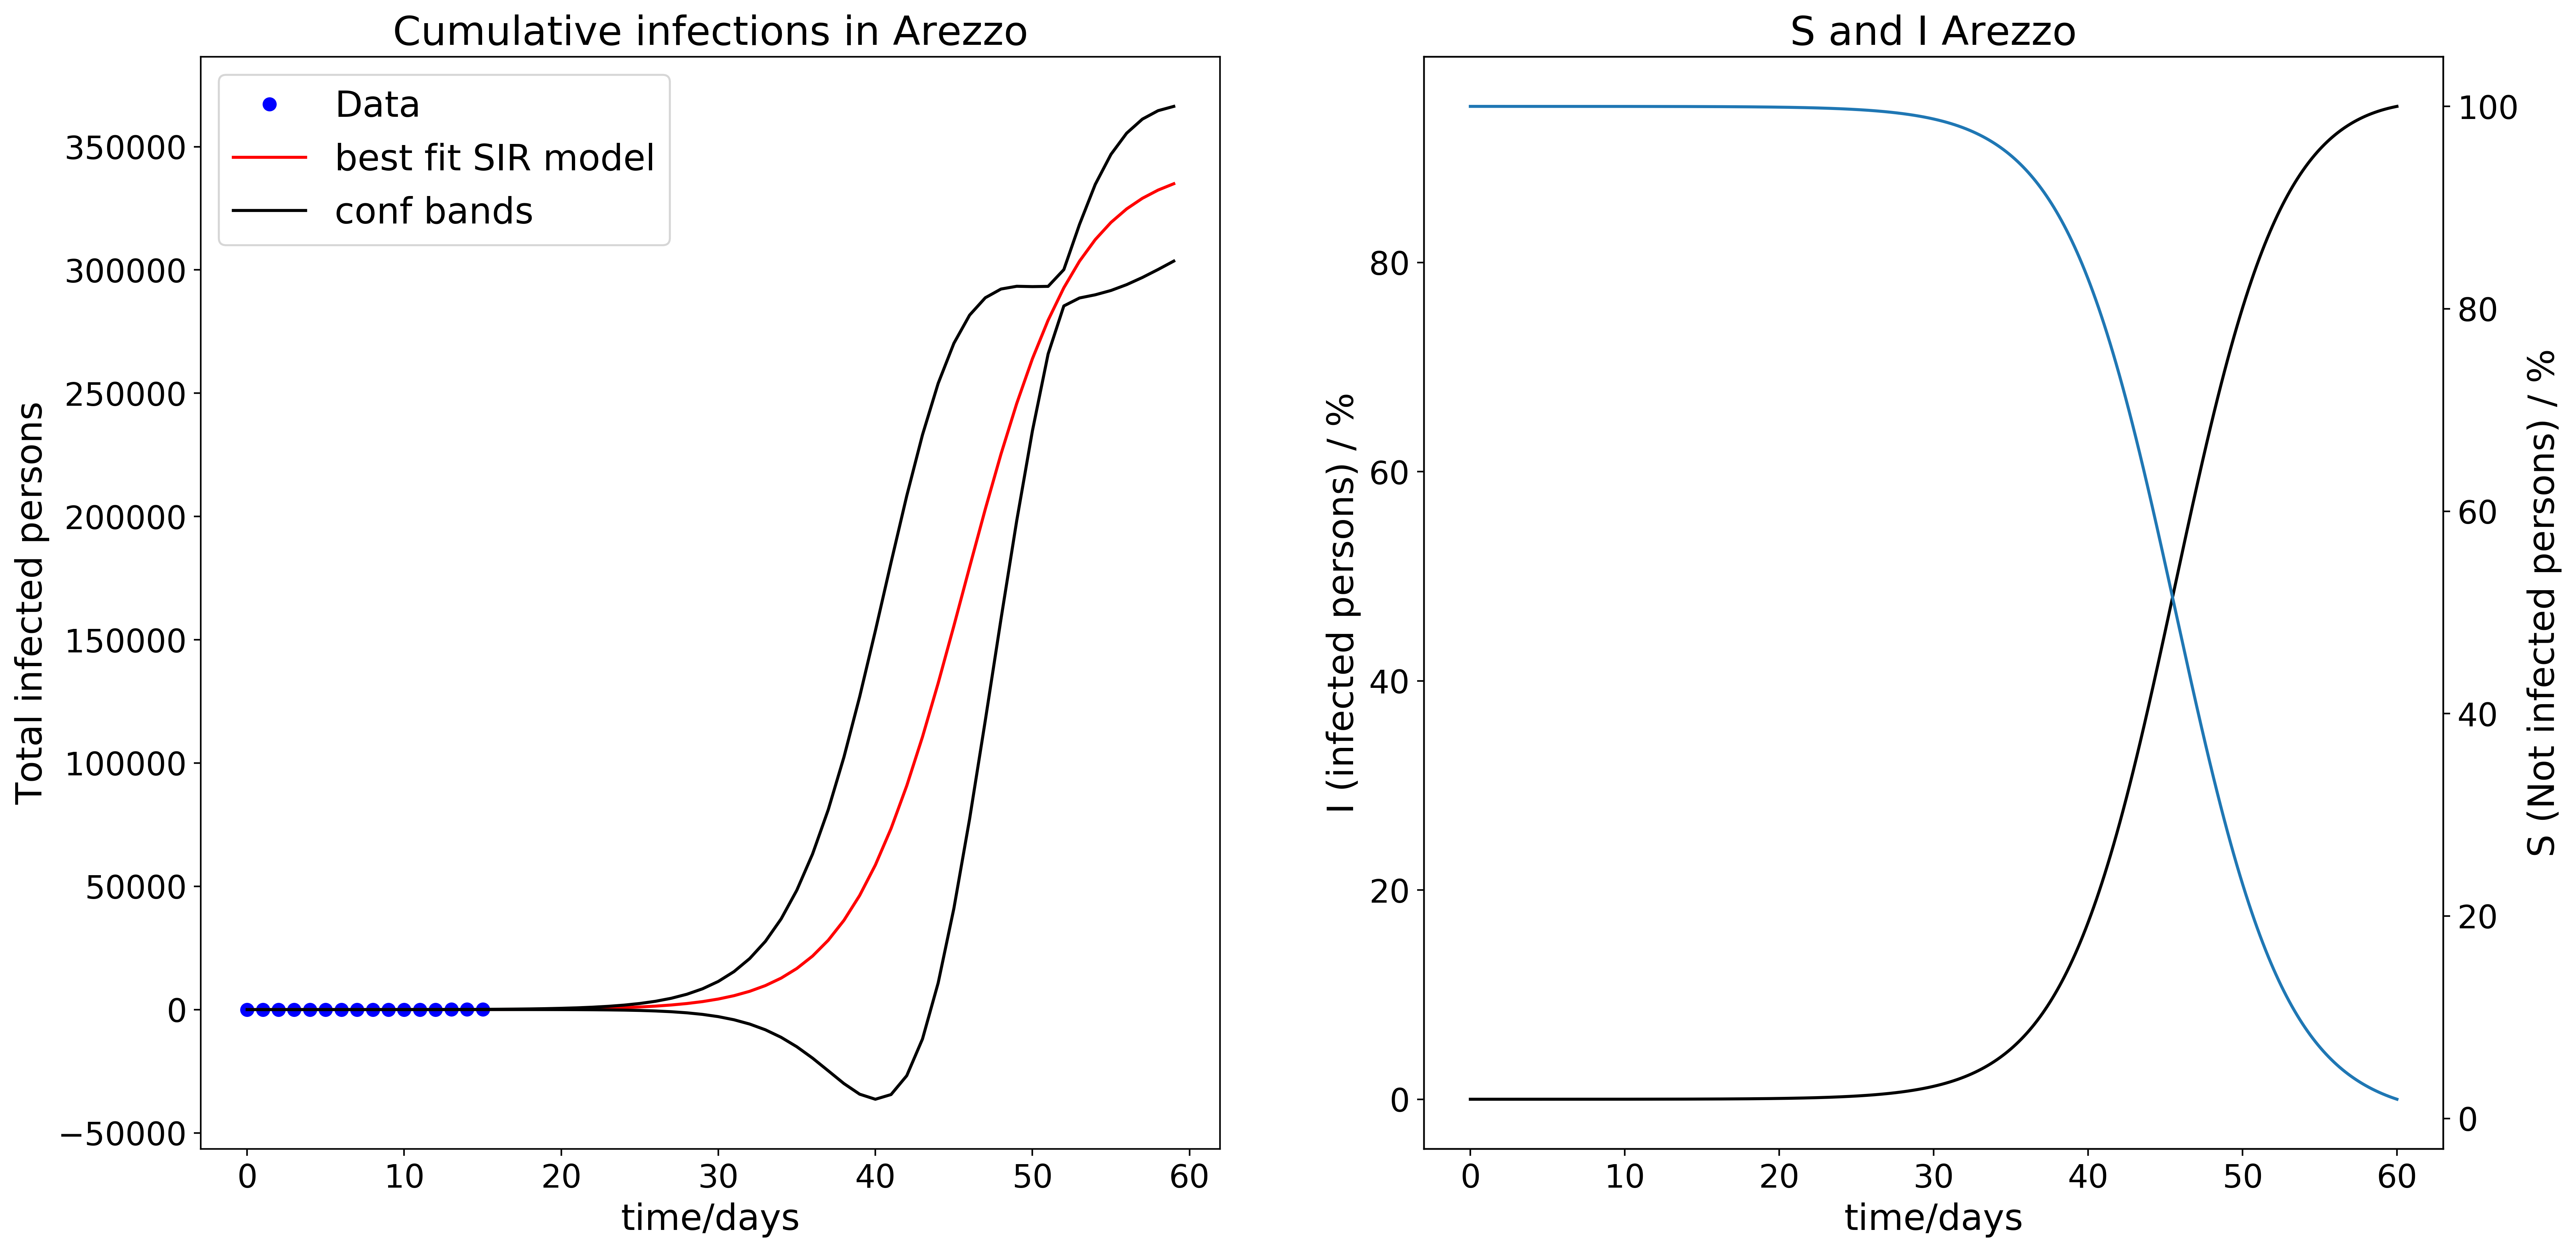 Cumulative infections in Arezzo
Data
best fit SIR model
conf bands
Total infected persons
350000
300000
250000
200000
150000
100000
50000
0
−50000
0 10 20 30 40 50 60
time/days
S and I Arezzo
I (infected persons) / %
80
60
40
20
0
100
80
60
40
20
0
S (Not infected persons) / %
0 10 20 30 40 50 60
time/days